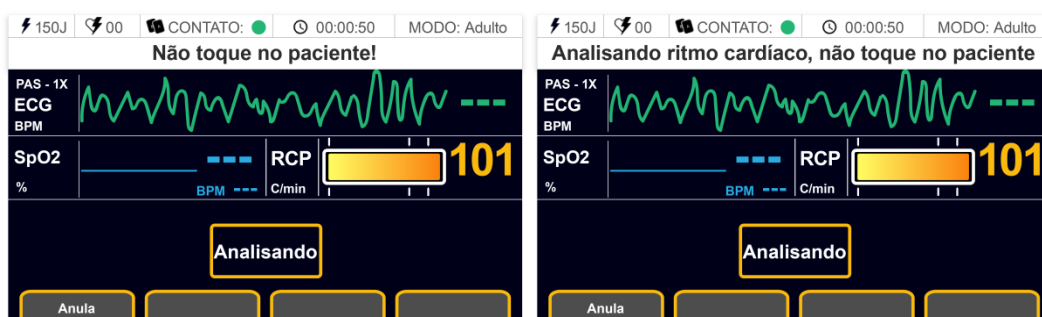 150J 00 CONTATO: 00:00:50 MODO: Adulto
Não toque no paciente!
PAS - 1X
ECG
BPM
---
SpO2
%
---
BPM ---
RCP
C/min
101
Analisando
Anula
150J 00 CONTATO: 00:00:50 MODO: Adulto
Analisando ritmo cardíaco, não toque no paciente
PAS - 1X
ECG
BPM
---
SpO2
%
---
BPM ---
RCP
C/min
101
Analisando
Anula